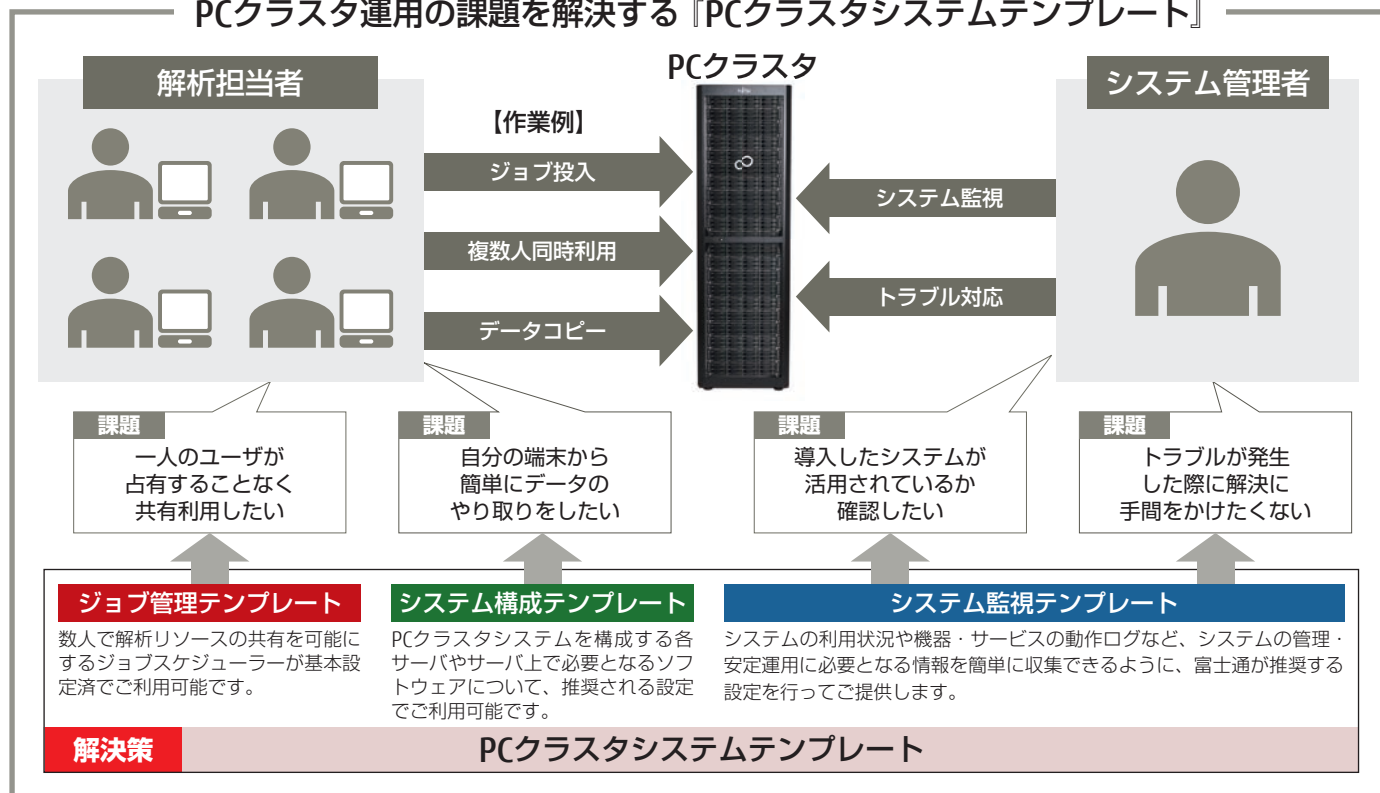 PCクラスタ運用の課題を解決する『PCクラスタシステムテンプレート』
解析担当者
PCクラスタ
システム管理者
【作業例】
ジョブ投入
複数人同時利用
データコピー
システム監視
トラブル対応
課題
一人のユーザが
占有することなく
共有利用したい
課題
自分の端末から
簡単にデータの
やり取りをしたい
課題
導入したシステムが
活用されているか
確認したい
課題
トラブルが発生
した際に解決に
手間をかけたくない
ジョブ管理テンプレート
数人で解析リソースの共有を可能に
するジョブスケジューラーが基本設
定済でご利用可能です。
システム構成テンプレート
PCクラスタシステムを構成する各
サーバやサーバ上で必要となるソフ
トウェアについて、推奨される設定
でご利用可能です。
システム監視テンプレート
システムの利用状況や機器・サービスの動作ログなど、システムの管理・
安定運用に必要となる情報を簡単に収集できるように、富士通が推奨する
設定を行ってご提供します。
解決策
PCクラスタシステムテンプレート